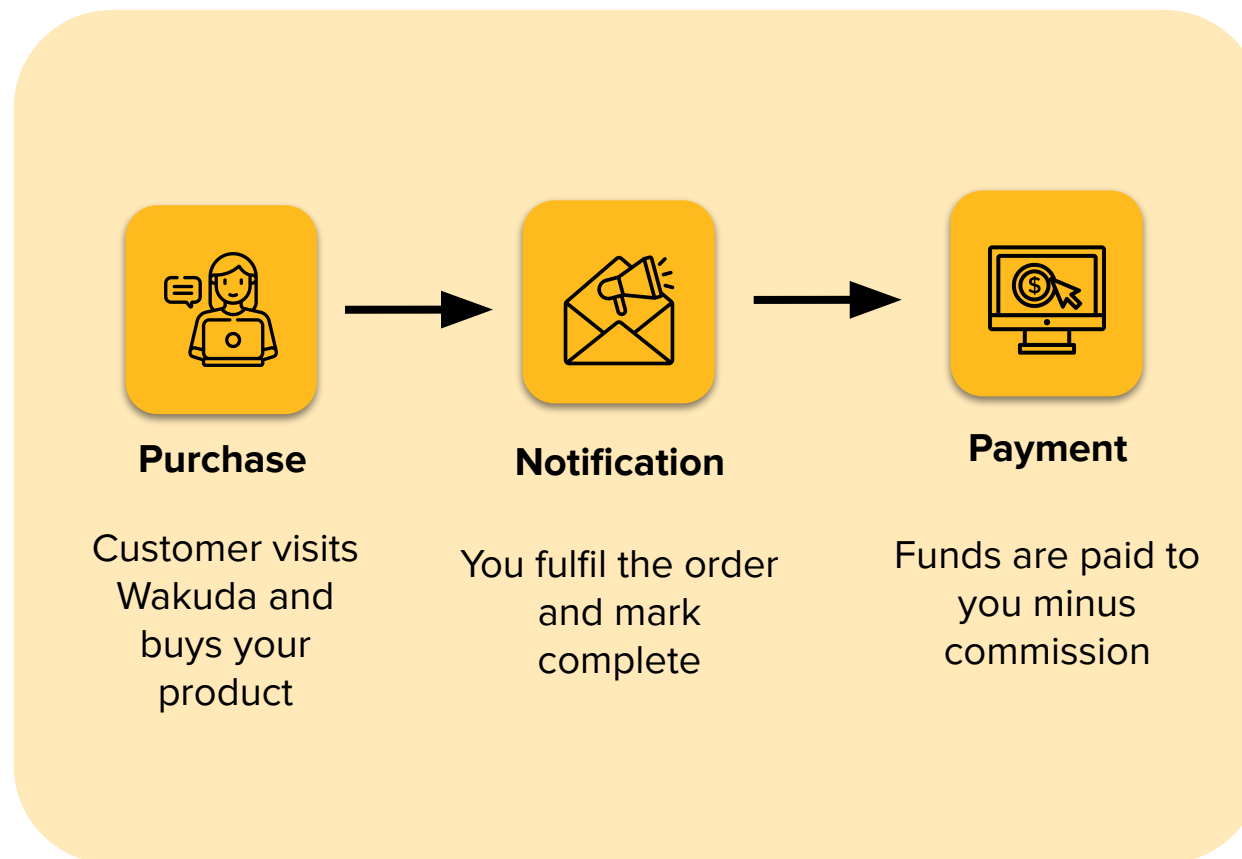 $
Purchase
Customer visits
Wakuda and
buys your
product
Notification
You fulfil the order
and mark
complete
Payment
Funds are paid to
you minus
commission